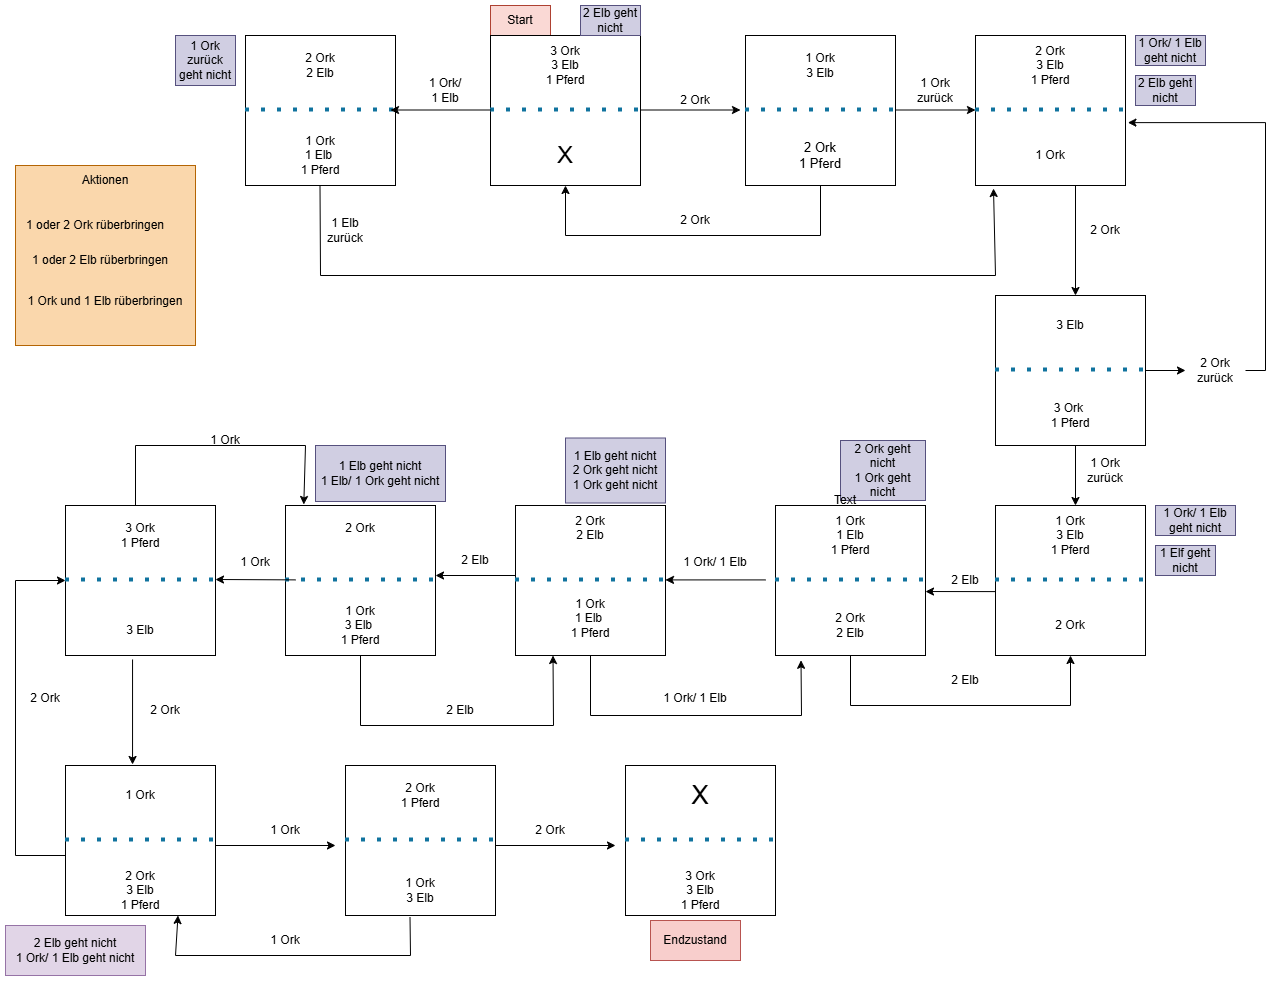 Start
2 Elb geht
nicht
1 Ork
zurück
geht nicht
2 Ork
2 Elb
1 Ork
1 Elb
1 Pferd
1 Ork/
1 Elb
3 Ork
3 Elb
1 Pferd
X
2 Ork
1 Ork
3 Elb
2 Ork
1 Pferd
1 Ork
zurück
2 Ork
3 Elb
1 Pferd
1 Ork
1 Ork/ 1 Elb
geht nicht
2 Elb geht
nicht
Aktionen
1 oder 2 Ork rüberbringen
1 oder 2 Elb rüberbringen
1 Ork und 1 Elb rüberbringen
1 Elb
zurück
2 Ork
2 Ork
3 Elb
3 Ork
1 Pferd
2 Ork
zurück
1 Ork
zurück
1 Ork
3 Ork
1 Pferd
3 Elb
1 Ork
1 Elb geht nicht
1 Elb/ 1 Ork geht nicht
2 Ork
1 Ork
3 Elb
1 Pferd
2 Elb
1 Elb geht nicht
2 Ork geht nicht
1 Ork geht nicht
2 Ork
2 Elb
1 Ork
1 Elb
1 Pferd
1 Ork/ 1 Elb
2 Ork geht
nicht
1 Ork geht
nicht
Text
1 Ork
1 Elb
1 Pferd
2 Ork
2 Elb
2 Elb
1 Ork
3 Elb
1 Pferd
2 Ork
1 Ork/ 1 Elb
geht nicht
1 Elf geht
nicht
2 Ork
2 Ork
2 Elb
1 Ork/ 1 Elb
2 Elb
1 Ork
2 Ork
3 Elb
1 Pferd
1 Ork
2 Ork
1 Pferd
1 Ork
3 Elb
2 Ork
X
3 Ork
3 Elb
1 Pferd
2 Elb geht nicht
1 Ork/ 1 Elb geht nicht
1 Ork
Endzustand